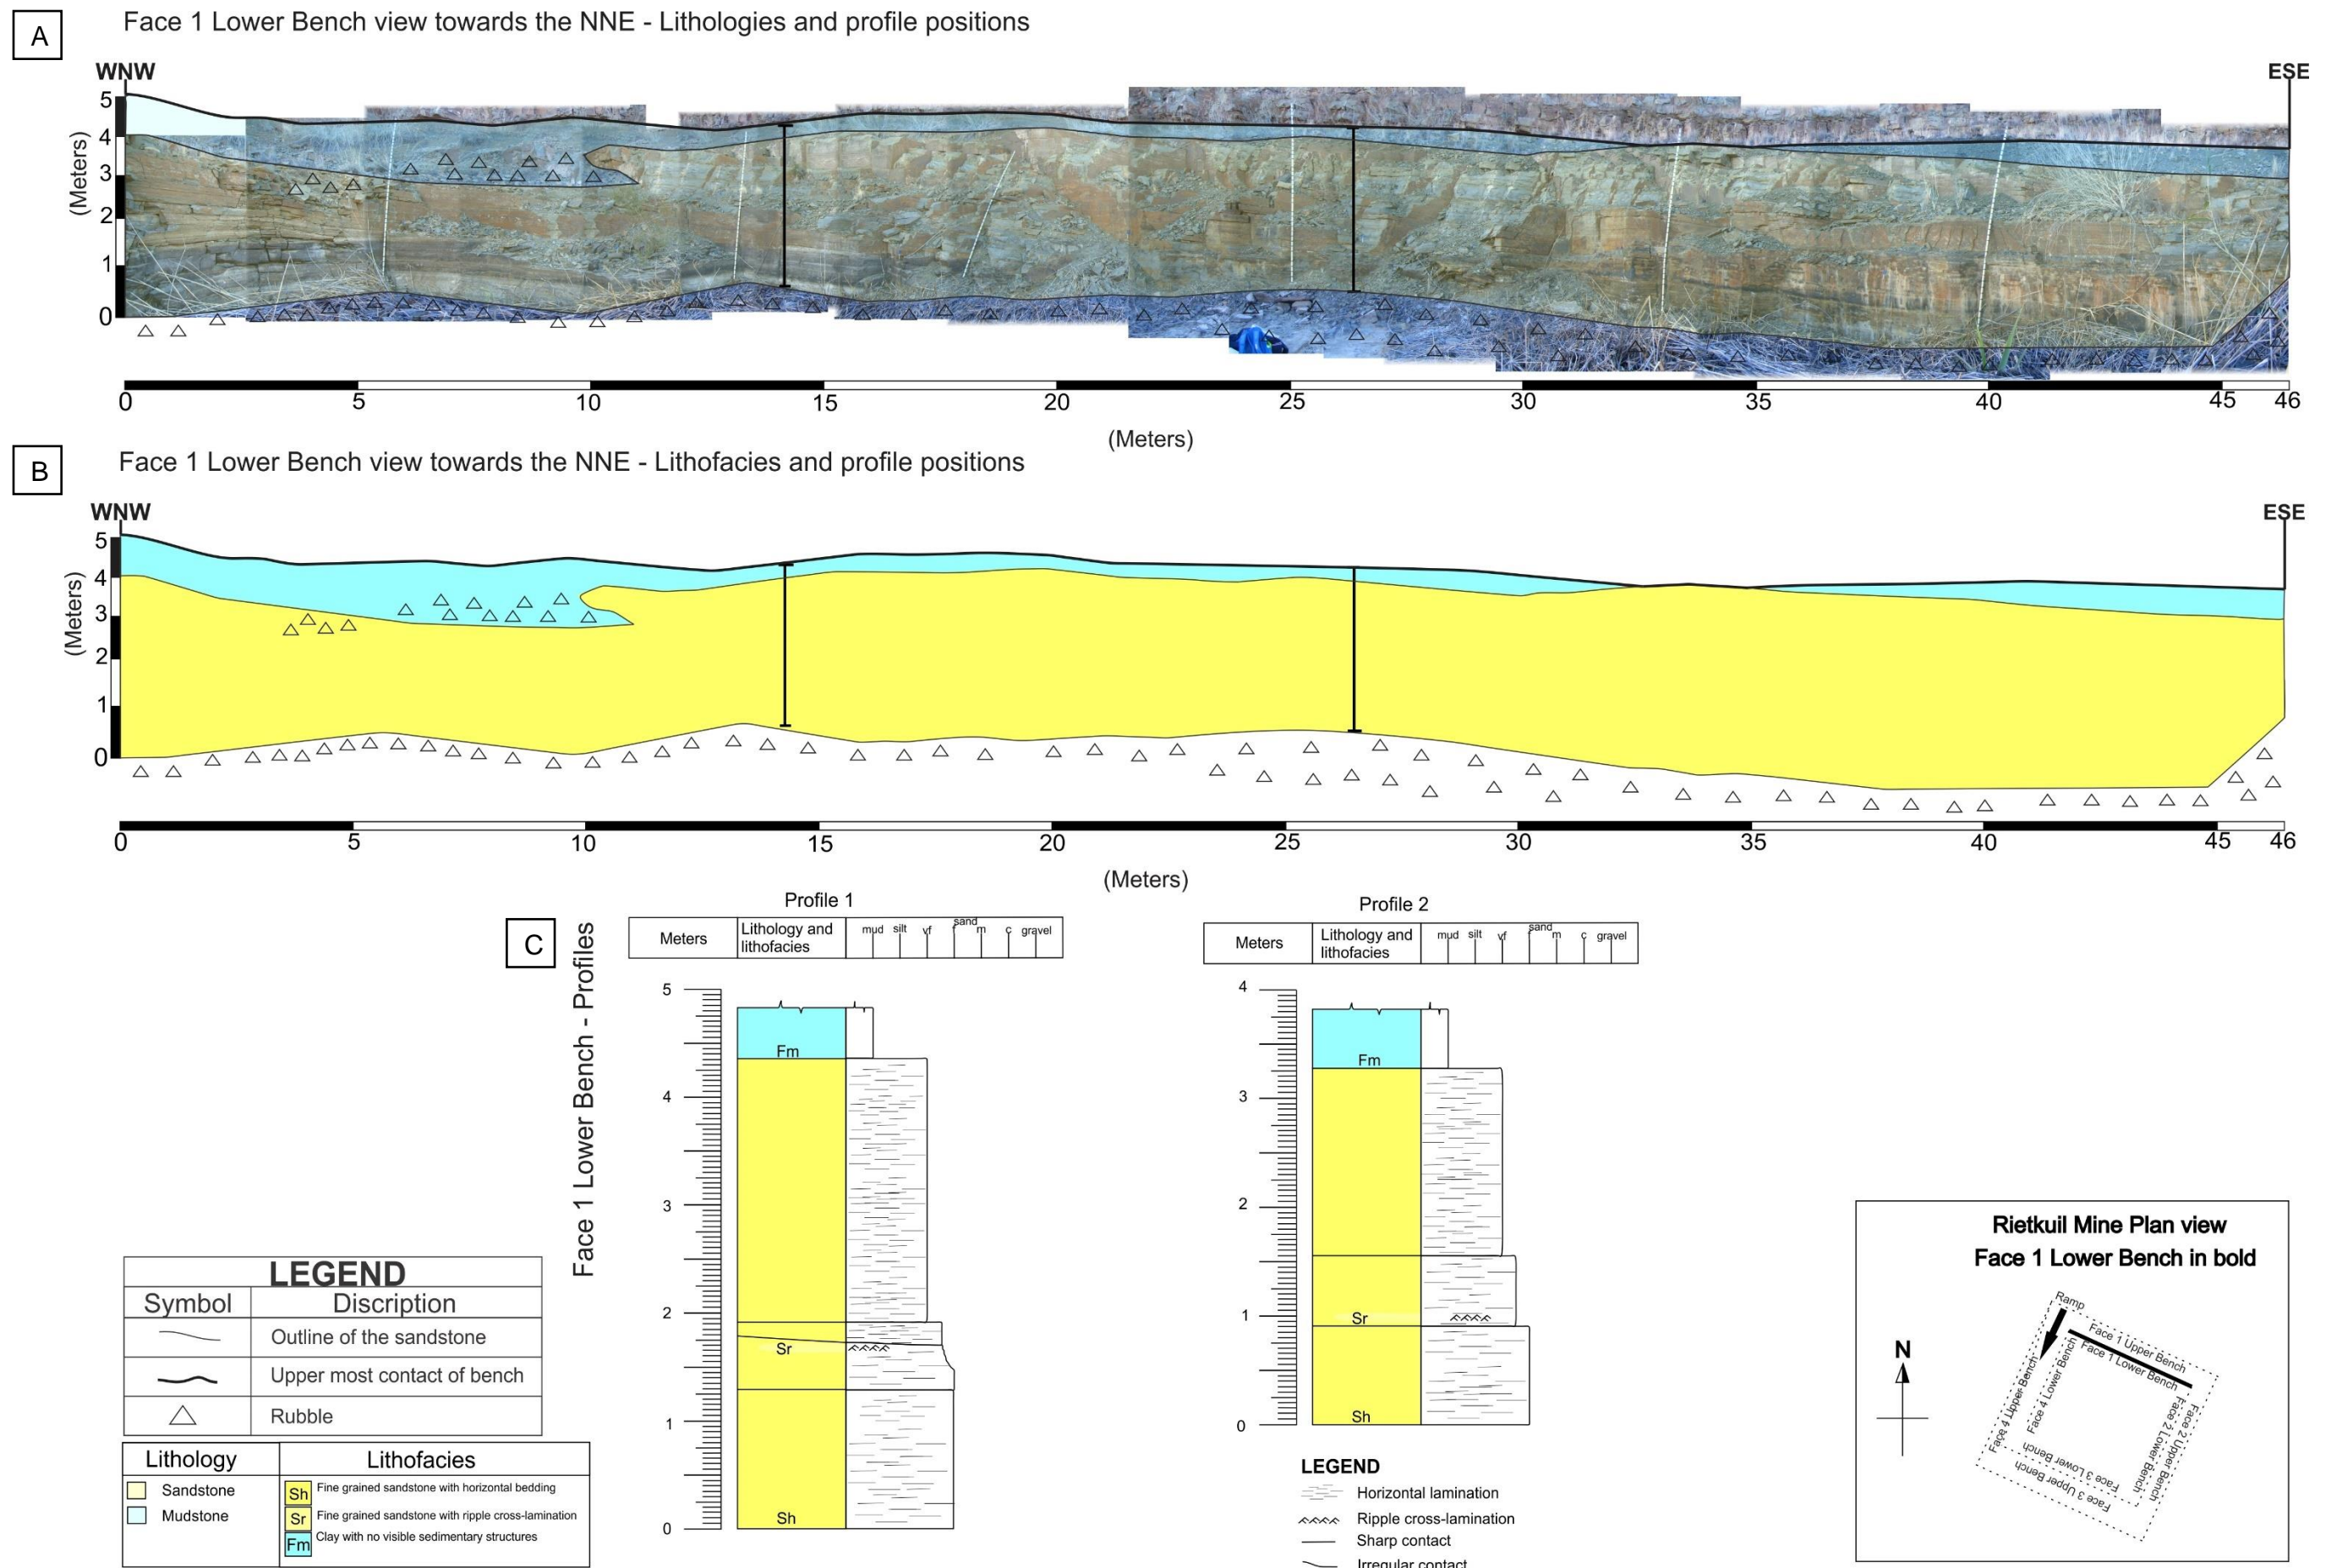 A
Face 1 Lower Bench view towards the NNE - Lithologies and profile positions
WNW
ESE
5
4
3
2
1
0
(Meters)
0 5 10 15 20 25 30 35 40 45 46
(Meters)
B
Face 1 Lower Bench view towards the NNE - Lithofacies and profile positions
WNW
ESE
5
4
3
2
1
0
(Meters)
0 5 10 15 20 25 30 35 40 45 46
(Meters)
C
Face 1 Lower Bench - Profiles
Profile 1
Meters
Lithology and
lithofacies
sand
mud silt vf f m c gravel
5
4
3
2
1
0
Fm
Sr
Sh
Profile 2
Meters
Lithology and
lithofacies
sand
mud silt vf f m c gravel
4
3
2
1
0
Fm
Sr
Sh
LEGEND
Symbol Discription
Outline of the sandstone
Upper most contact of bench
Rubble
Lithology
Sandstone
Mudstone
Lithofacies
Sh Fine grained sandstone with horizontal bedding
Sr Fine grained sandstone with ripple cross-lamination
Fm Clay with no visible sedimentary structures
LEGEND
Horizontal lamination
Ripple cross-lamination
Sharp contact
Irregular contact
Rietkuil Mine Plan view
Face 1 Lower Bench in bold
N
Ramp
Face 1 Upper Bench
Face 1 Lower Bench
Face 2 Upper Bench
Face 2 Lower Bench
Face 3 Lower Bench
Face 3 Upper Bench
Face 4 Upper Bench
Face 4 Lower Bench